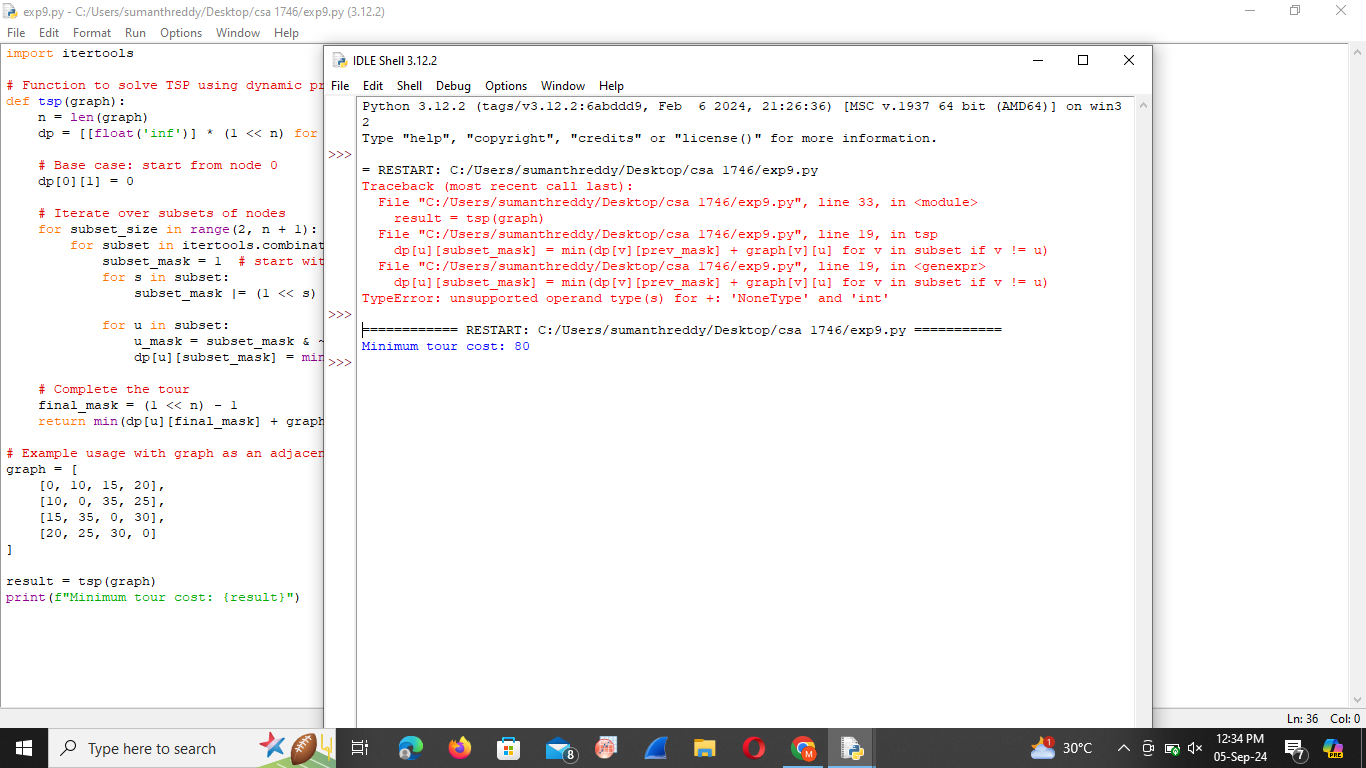 exp9.py - C:/Users/sumanthreddy/Desktop/csa 1746/exp9.py (3.12.2)
File Edit Format Run Options Window Help
import itertools
# Function to solve TSP using dynamic pr
def tsp(graph):
n = len(graph)
dp = [[float('inf')] * (1 << n) for
# Base case: start from node 0
dp[0][1] = 0
# Iterate over subsets of nodes
for subset_size in range(2, n + 1):
for subset in itertools.combinat
subset_mask = 1 # start wit
for s in subset:
subset_mask |= (1 << s)
for u in subset:
u_mask = subset_mask & ~
dp[u][subset_mask] = min
# Complete the tour
final_mask = (1 << n) - 1
return min(dp[u][final_mask] + graph
# Example usage with graph as an adjacen
graph = [
[0, 10, 15, 20],
[10, 0, 35, 25],
[15, 35, 0, 30],
[20, 25, 30, 0]
]
result = tsp(graph)
print(f"Minimum tour cost: {result}")
IDLE Shell 3.12.2
File Edit Shell Debug Options Window Help
Python 3.12.2 (tags/v3.12.2:6abddd9, Feb  6 2024, 21:26:36) [MSC v.1937 64 bit (AMD64)] on win3
2
Type "help", "copyright", "credits" or "license()" for more information.
>>>
= RESTART: C:/Users/sumanthreddy/Desktop/csa 1746/exp9.py
Traceback (most recent call last):
File "C:/Users/sumanthreddy/Desktop/csa 1746/exp9.py", line 33, in <module>
result = tsp(graph)
File "C:/Users/sumanthreddy/Desktop/csa 1746/exp9.py", line 19, in tsp
dp[u][subset_mask] = min(dp[v][prev_mask] + graph[v][u] for v in subset if v != u)
File "C:/Users/sumanthreddy/Desktop/csa 1746/exp9.py", line 19, in <genexpr>
dp[u][subset_mask] = min(dp[v][prev_mask] + graph[v][u] for v in subset if v != u)
TypeError: unsupported operand type(s) for +: 'NoneType' and 'int'
>>>
============ RESTART: C:/Users/sumanthreddy/Desktop/csa 1746/exp9.py ===========
Minimum tour cost: 80
>>>
Ln: 36 Col: 0
Type here to search
8
M
1
30°C
12:34 PM
05-Sep-24
7
PRE